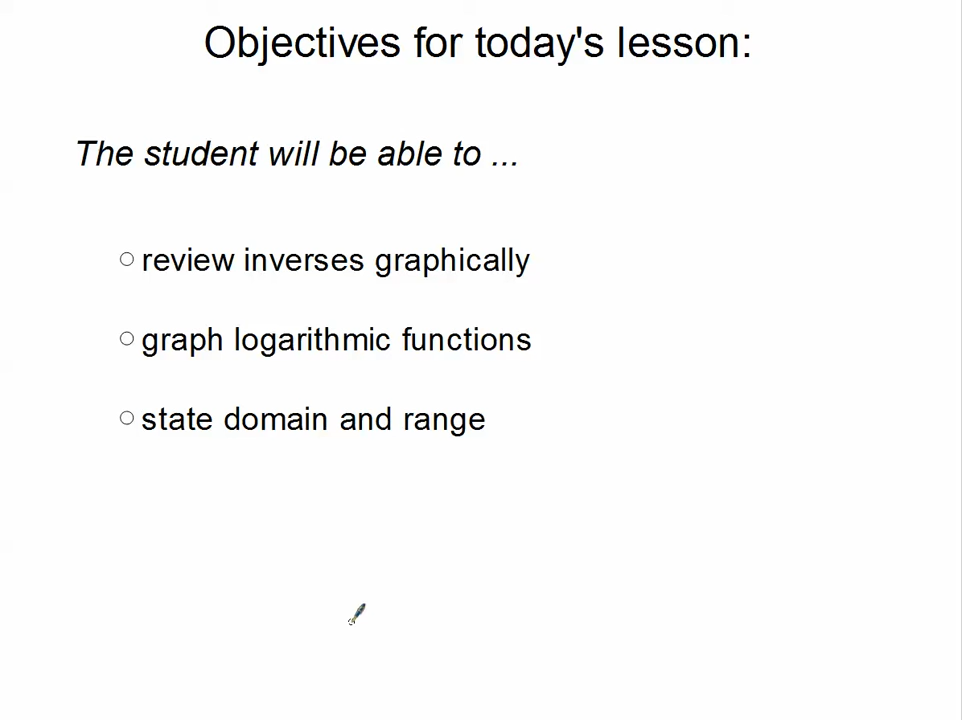 Objectives for today's lesson:
The student will be able to ...
review inverses graphically
graph logarithmic functions
state domain and range